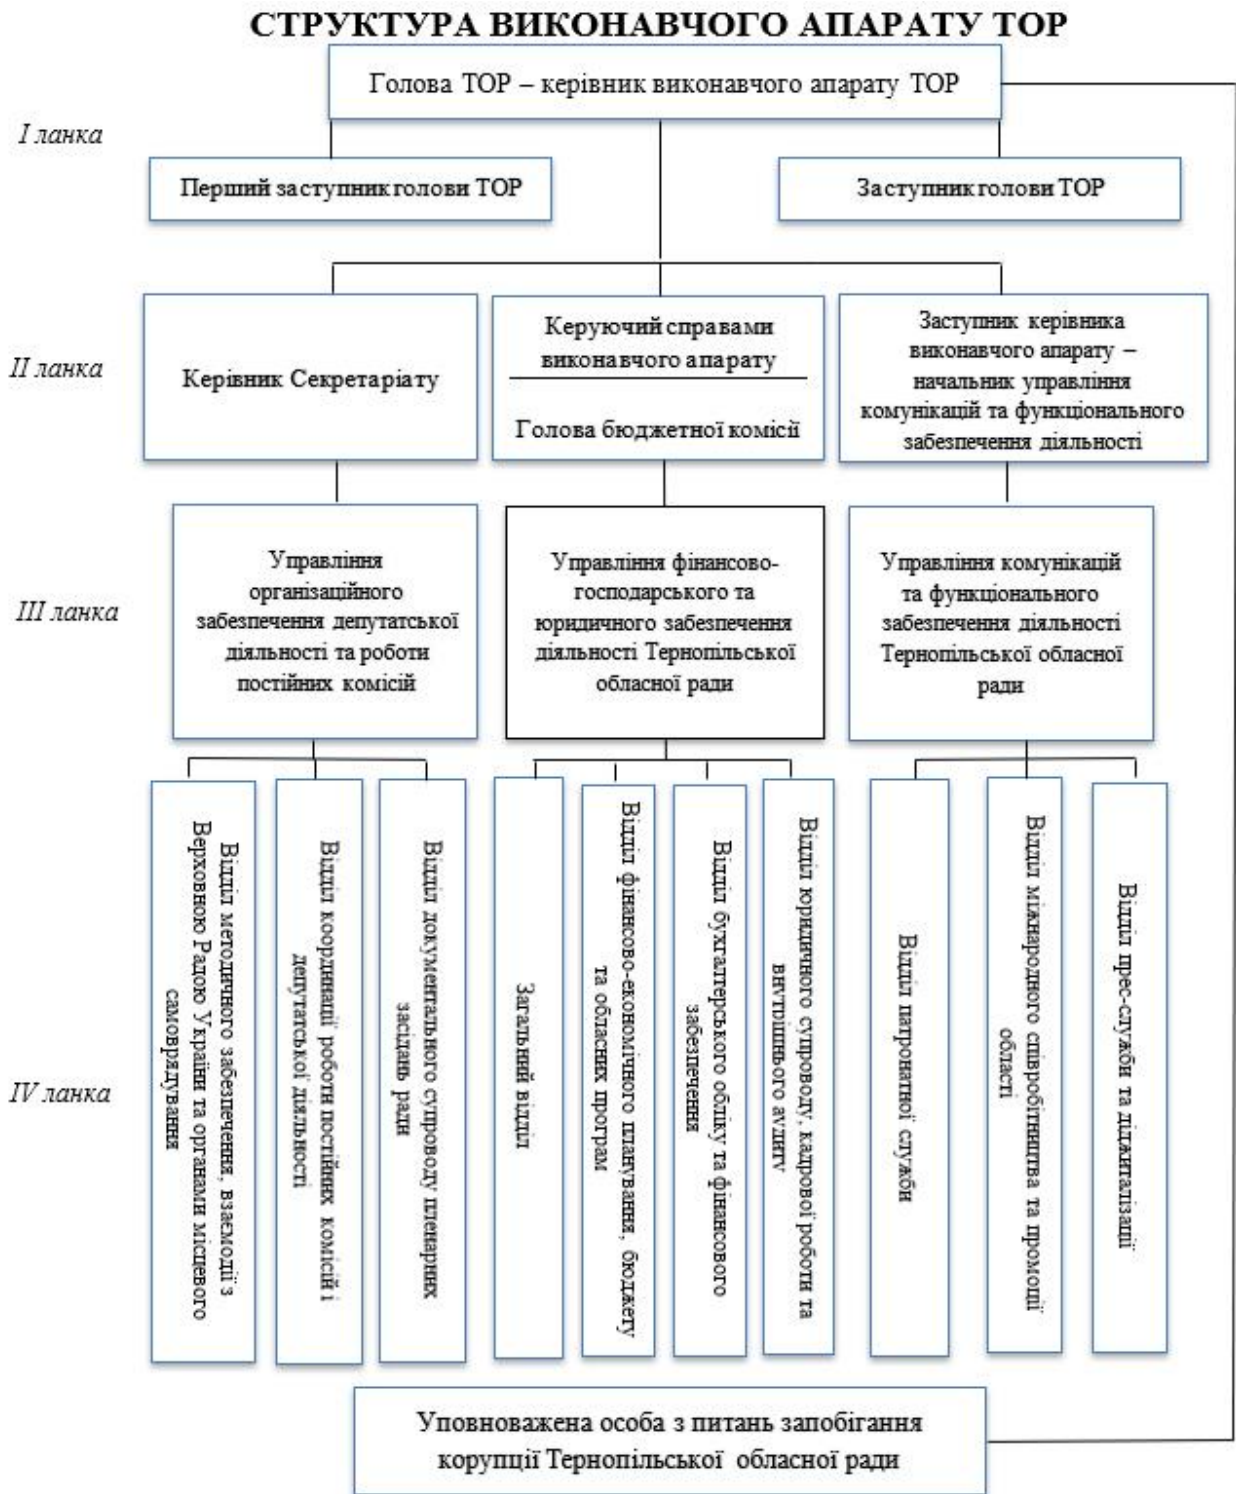 СТРУКТУРА ВИКОНАВЧОГО АПАРАТУ ТОР
Голова ТОР – керівник виконавчого апарату ТОР
І ланка
Перший заступник голови ТОР
Заступник голови ТОР
ІІ ланка
Керівник Секретаріату
Керуючий справами
виконавчого апарату
Голова бюджетної комісії
Заступник керівника
виконавчого апарату –
начальник управління
комунікацій та функціонального
забезпечення діяльності
ІІІ ланка
Управління
організаційного
забезпечення депутатської
діяльності та роботи
постійних комісій
Управління фінансово-
господарського та
юридичного забезпечення
діяльності Тернопільської
обласної ради
Управління комунікацій
та функціонального
забезпечення діяльності
Тернопільської обласної
ради
IV ланка
Відділ методичного забезпечення, взаємодії з
Верховною Радою України та органами місцевого
самоврядування
Відділ координації роботи постійних комісій і
депутатської діяльності
Відділ документального супроводу пленарних
засідань ради
Загальний відділ
Відділ фінансово-економічного планування, бюджету
та обласних програм
Відділ бухгалтерського обліку та фінансового
забезпечення
Відділ юридичного супроводу, кадрової роботи та
внутрішнього аудиту
Відділ патронатної служби
Відділ міжнародного співробітництва та промоції
області
Відділ прес-служби та діджиталізації
Уповноважена особа з питань запобігання
корупції Тернопільської обласної ради